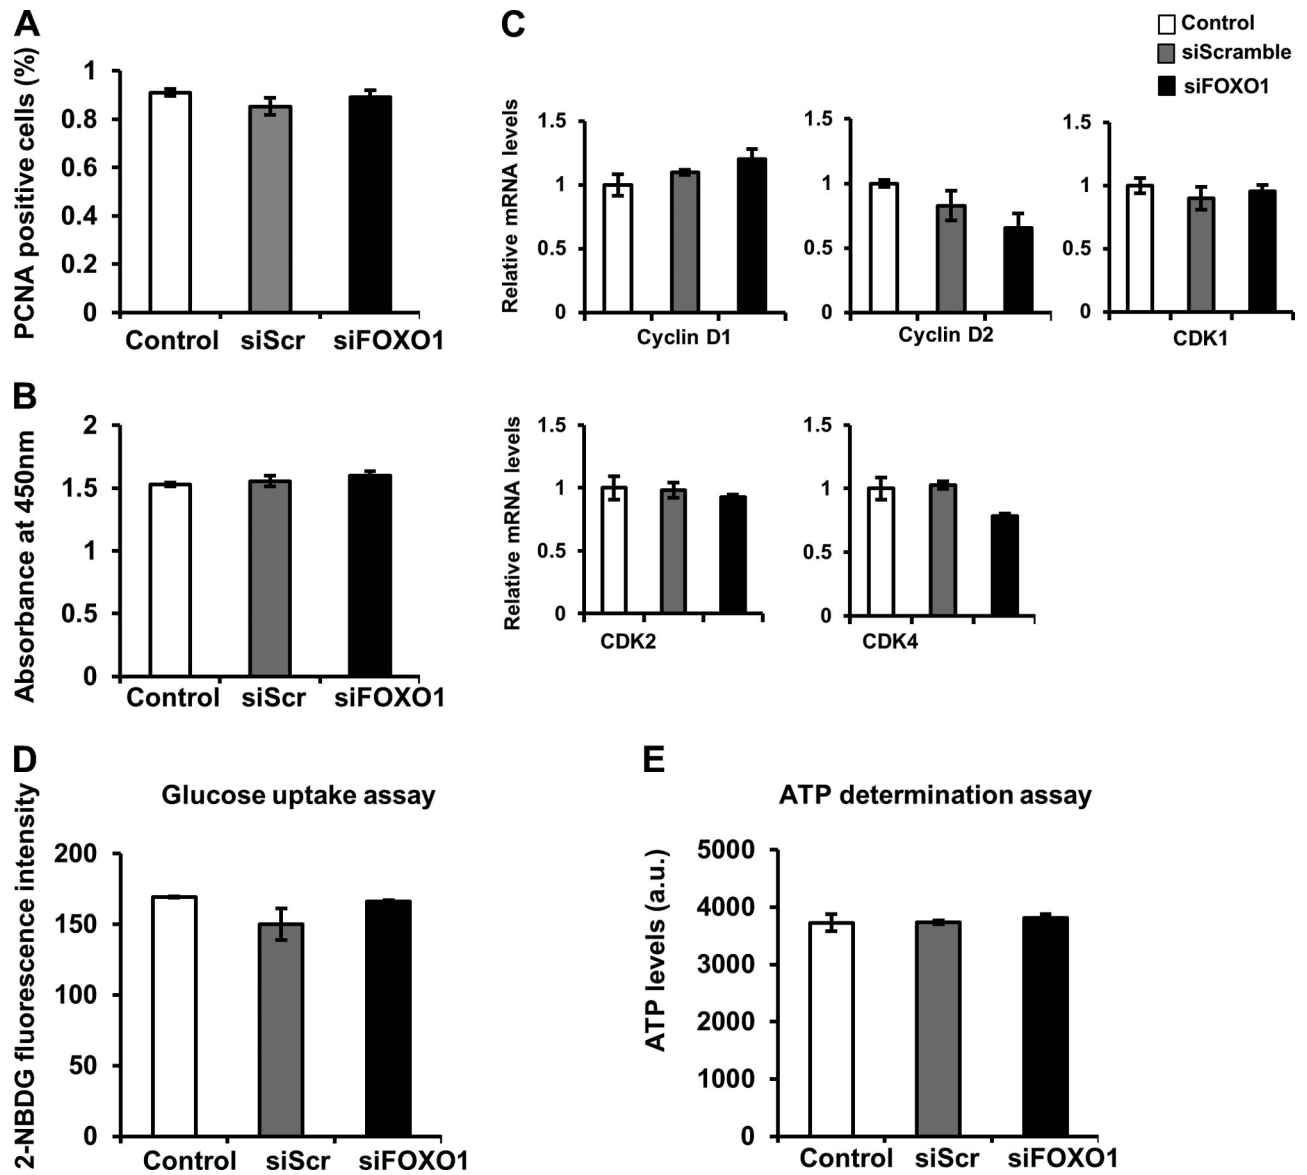 A
PCNA positive cells (%)
1
0.8
0.6
0.4
0.2
0
Control siScr siFOXO1
C
Control
siScramble
siFOXO1
Relative mRNA levels
1.5
1
0.5
0
Cyclin D1
1.5
1
0.5
0
Cyclin D2
1.5
1
0.5
0
CDK1
B
Absorbance at 450nm
2
1.5
1
0.5
0
Control siScr siFOXO1
Relative mRNA levels
1.5
1
0.5
0
CDK2
1.5
1
0.5
0
CDK4
D
Glucose uptake assay
2-NBDG fluorescence intensity
200
150
100
50
0
Control siScr siFOXO1
E
ATP determination assay
ATP levels (a.u.)
5000
4000
3000
2000
1000
0
Control siScr siFOXO1